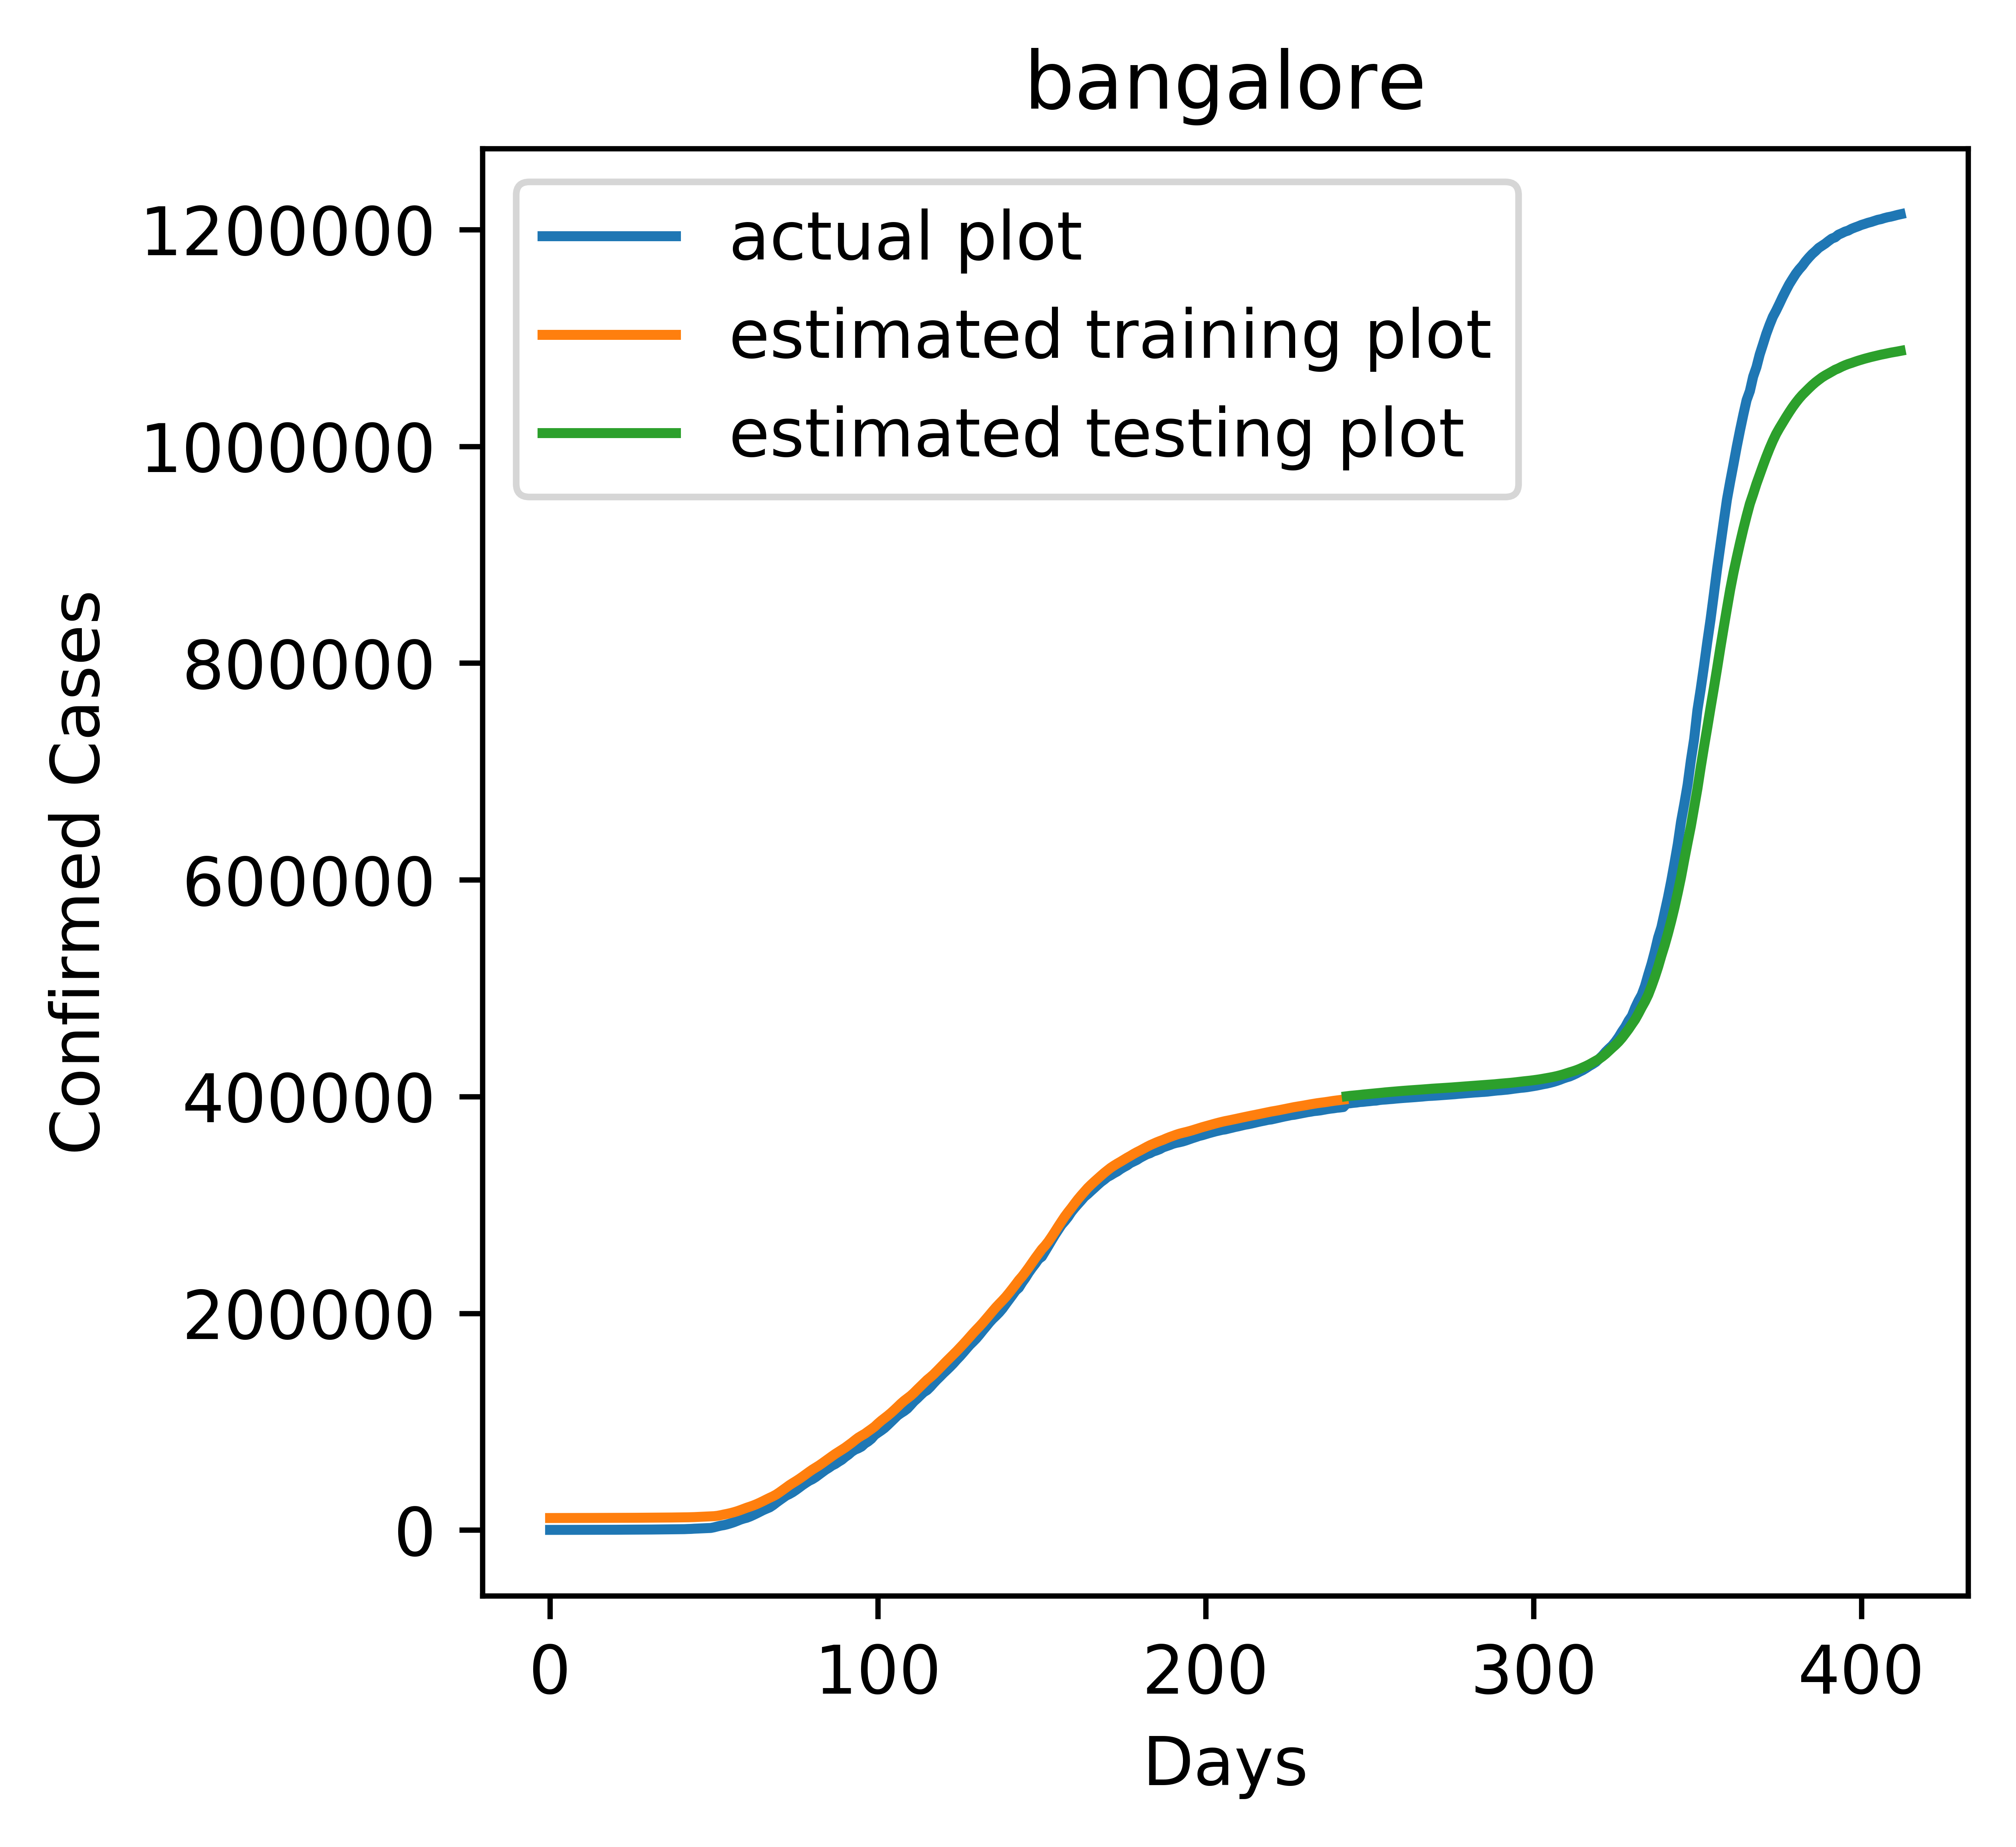 bangalore
1200000
1000000
800000
600000
400000
200000
0
Confirmed Cases
actual plot
estimated training plot
estimated testing plot
0 100 200 300 400
Days